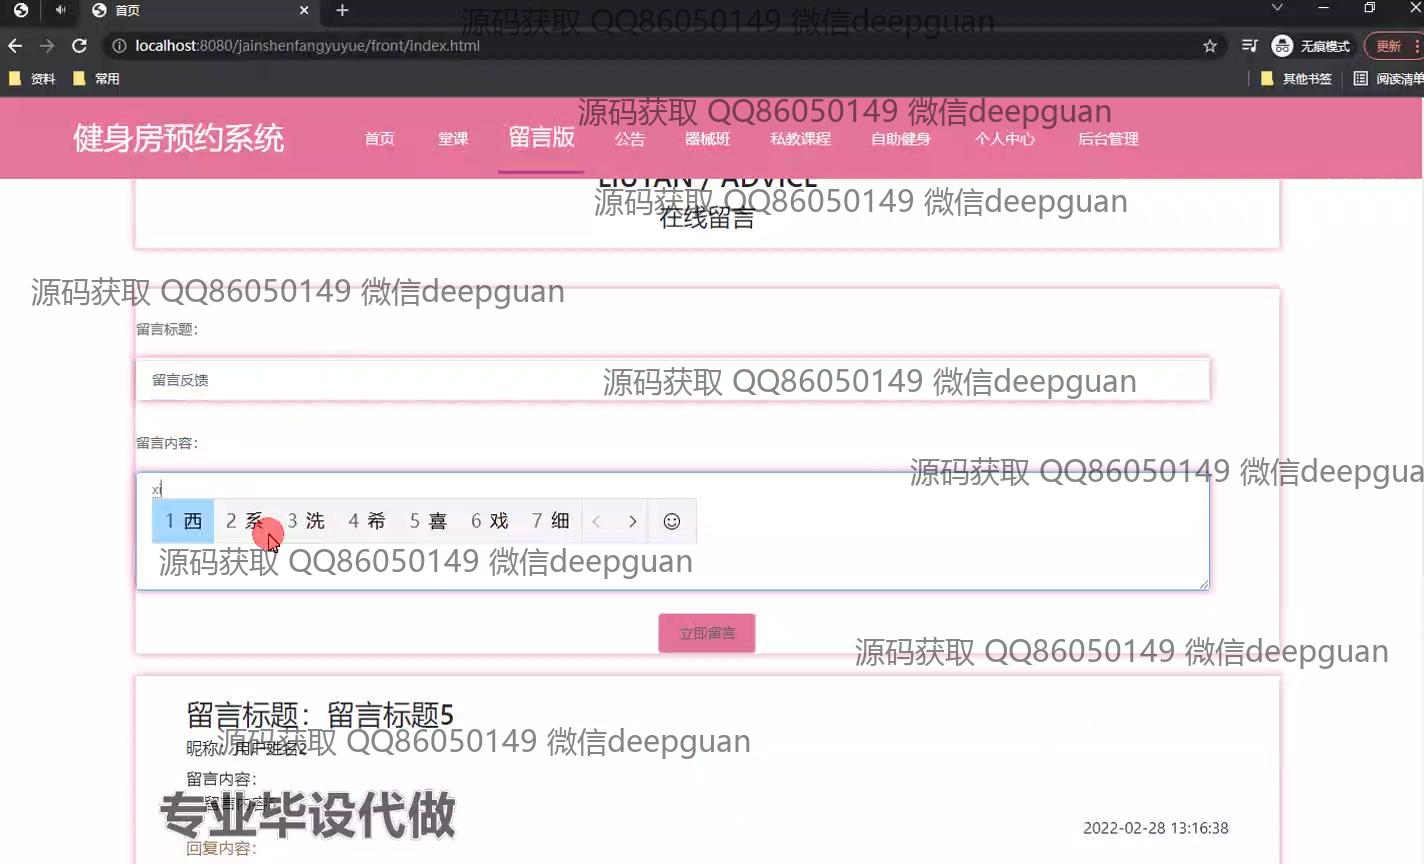 首页
localhost:8080/jainshenfangyuyue/front/index.html
无痕模式
更新
资料
常用
其他书签
阅读清单
源码获取 QQ86050149 微信deepguan
健身房预约系统
首页
堂课
留言版
公告
器械班
私教课程
自助健身
个人中心
后台管理
源码获取 QQ86050149 微信deepguan
LIUYAN / ADVICE
源码获取 QQ86050149 微信deepguan
在线留言
源码获取 QQ86050149 微信deepguan
留言标题：
留言反馈
源码获取 QQ86050149 微信deepguan
留言内容：
源码获取 QQ86050149 微信deepgua
xi
1 西 2 系 3 洗 4 希 5 喜 6 戏 7 细
源码获取 QQ86050149 微信deepguan
立即留言
源码获取 QQ86050149 微信deepguan
留言标题：留言标题5
源码获取 QQ86050149 微信deepguan
昵称：用户姓名2
留言内容：
留言内容5
专业毕设代做
2022-02-28 13:16:38
回复内容：